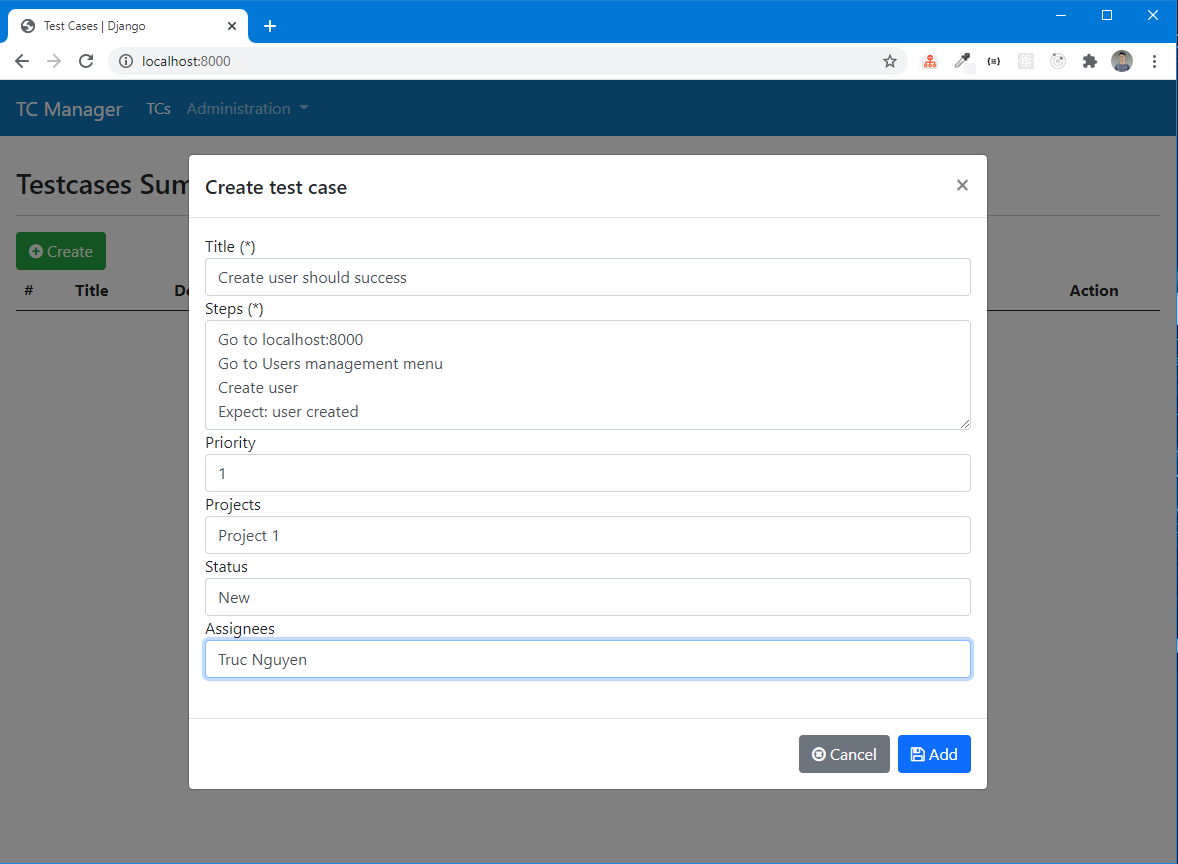 Test Cases | Django
localhost:8000
TC Manager TCs Administration
Testcases Sum
Create
# Title De Action
Create test case
Title (*)
Create user should success
Steps (*)
Go to localhost:8000
Go to Users management menu
Create user
Expect: user created
Priority
1
Projects
Project 1
Status
New
Assignees
Truc Nguyen
Cancel Add